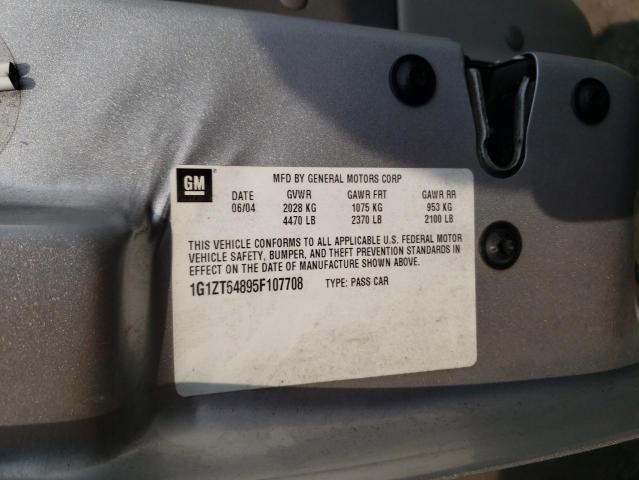 GM
MFD BY GENERAL MOTORS CORP
DATE GVWR GAWR FRT GAWR RR
06/04 2028 KG 1075 KG 953 KG
4470 LB 2370 LB 2100 LB
THIS VEHICLE CONFORMS TO ALL APPLICABLE U.S. FEDERAL MOTOR
VEHICLE SAFETY, BUMPER, AND THEFT PREVENTION STANDARDS IN
EFFECT ON THE DATE OF MANUFACTURE SHOWN ABOVE.
1G1ZT64895F107708 TYPE: PASS CAR